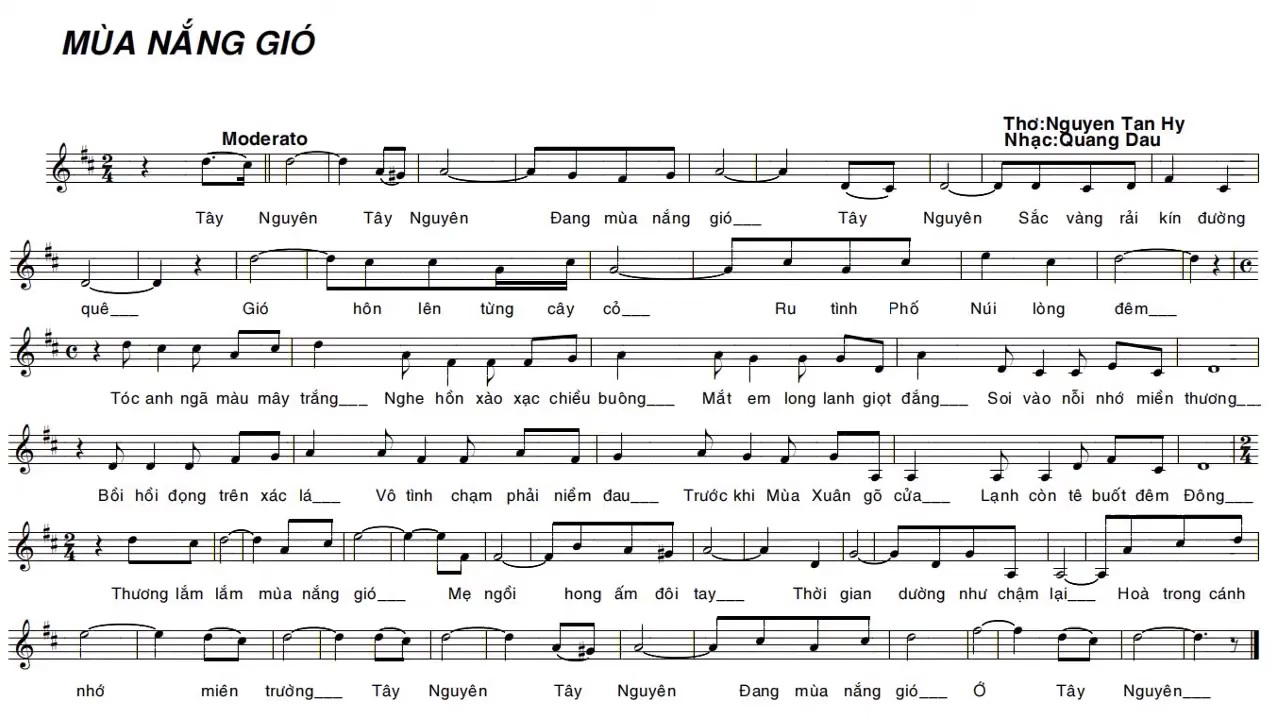 MÙA NẮNG GIÓ
Thơ:Nguyen Tan Hy
Moderato
Nhạc:Quang Dau
2 4
Tây Nguyên Tây Nguyên Đang mùa nắng gió___ Tây Nguyên Sắc vàng rải kín đường
quê___ Gió hôn lên từng cây cỏ___ Ru tình Phố Núi lòng đêm___
Tóc anh ngã màu mây trắng___ Nghe hồn xào xạc chiều buông___ Mắt em long lanh giọt đắng___ Soi vào nỗi nhớ miền thương___
Bồi hồi đọng trên xác lá___ Vô tình chạm phải niềm đau___ Trước khi Mùa Xuân gõ cửa___ Lạnh còn tê buốt đêm Đông___
2 4
2 4
Thương lắm lắm mùa nắng gió___ Mẹ ngồi hong ấm đôi tay___ Thời gian dường như chậm lại___ Hoà trong cánh
nhớ miên trường___ Tây Nguyên Tây Nguyên Đang mùa nắng gió___ Ớ Tây Nguyên___